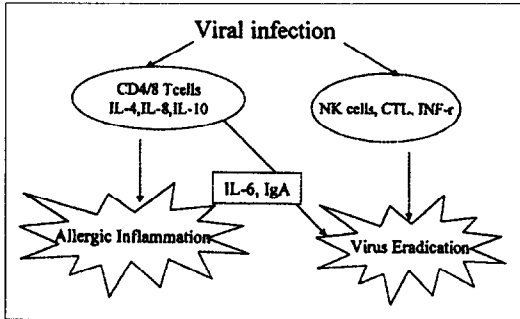 Viral infection
CD4/8 Tcells
IL-4,IL-8,IL-10
NK cells, CTL, INF-r
IL-6, IgA
Allergic Inflammation
Virus Eradication